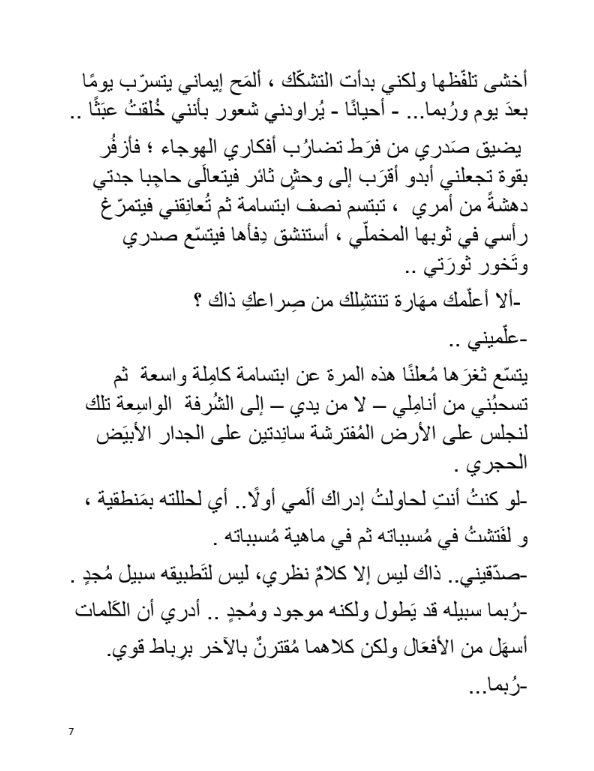 أخشى تلفّظها ولكني بدأت التشكّك ، ألمَح إيماني يتسرّب يومًا
بعدَ يوم ورُبما... - أحيانًا - يُراودني شعور بأنني خُلقتُ عبَثًا ..
يضيق صَدري من فرَط تضارُب أفكاري الهوجاء ؛ فأزفُر
بقوة تجعلني أبدو أقرَب إلى وحشٍ ثائر فيتعالَى حاجِبا جدتي
دهشةً من أمري ، تبتسم نصف ابتسامة ثم تُعانِقني فيتمرّغ
رأسي في ثوبها المخملّي ، أستنشق دِفأها فيتسّع صدري
وتَخور ثورَتي ..
-ألا أعلّمك مهَارة تنتشِلك من صِراعكِ ذاك ؟
-علّميني ..
يتسّع ثغرَها مُعلنًا هذه المرة عن ابتسامة كامِلة واسعة ثم
تسحبُني من أنامِلي – لا من يدي – إلى الشُرفة الواسِعة تلك
لنجلس على الأرض المُفترشة سانِدتين على الجدار الأبيَض
الحجري .
-لو كنتُ أنتِ لحاولتُ إدراك ألَمي أولًا.. أي لحللته بمَنطقية ،
و لفَتشتُ في مُسبباته ثم في ماهية مُسبباته .
-صدّقيني.. ذاك ليس إلا كلامٌ نظري، ليس لتَطبيقه سبيل مُجدٍ .
-رُبما سبيله قد يَطول ولكنه موجود ومُجدٍ .. أدري أن الكَلمات
أسهَل من الأفعَال ولكن كلاهما مُقترنٌ بالآخر برِباط قوي.
-رُبما...
7